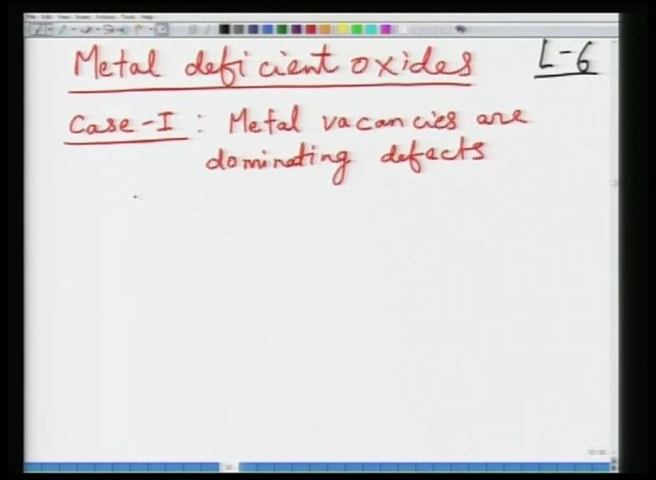 Metal deficient oxides
L-6
Case-I : Metal vacancies are
dominating defects